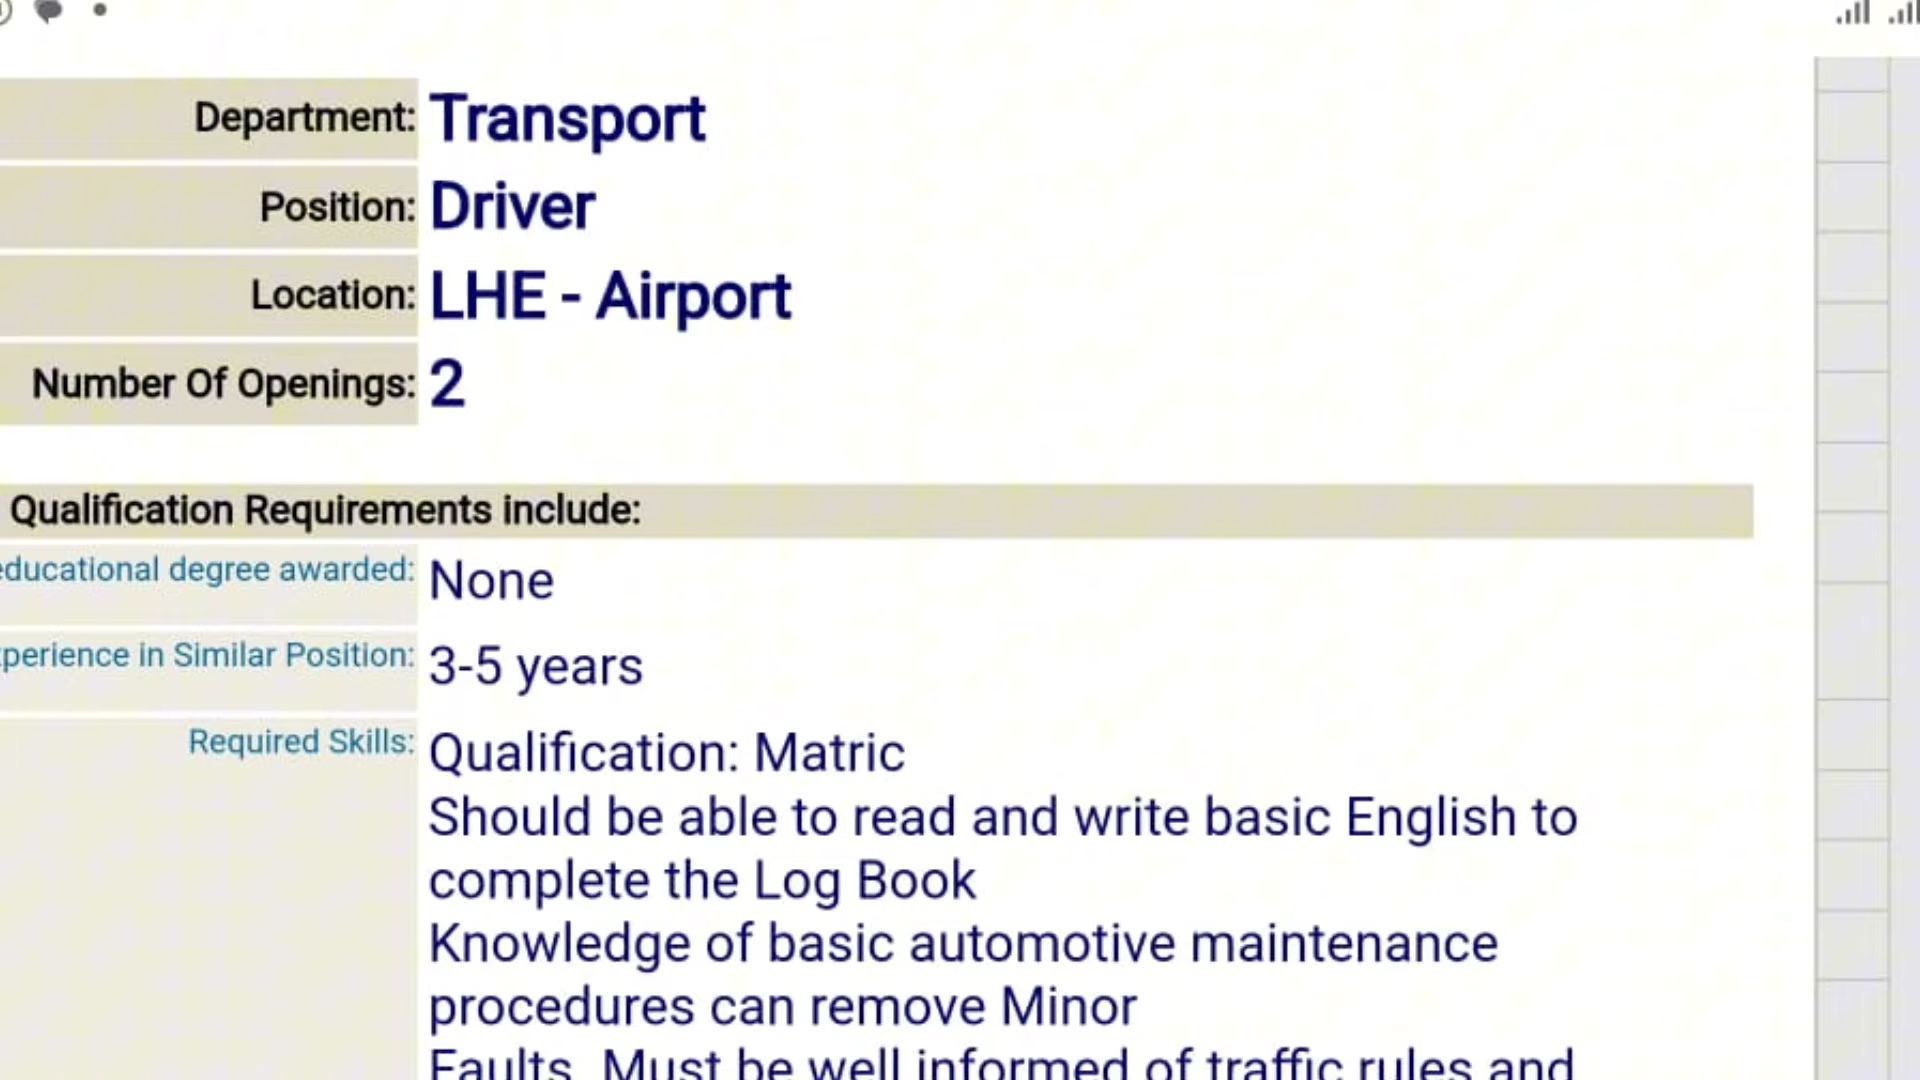 Department: Transport
Position: Driver
Location: LHE - Airport
Number Of Openings: 2
Qualification Requirements include:
educational degree awarded: None
perience in Similar Position: 3-5 years
Required Skills: Qualification: Matric
Should be able to read and write basic English to
complete the Log Book
Knowledge of basic automotive maintenance
procedures can remove Minor
Faults. Must be well informed of traffic rules and